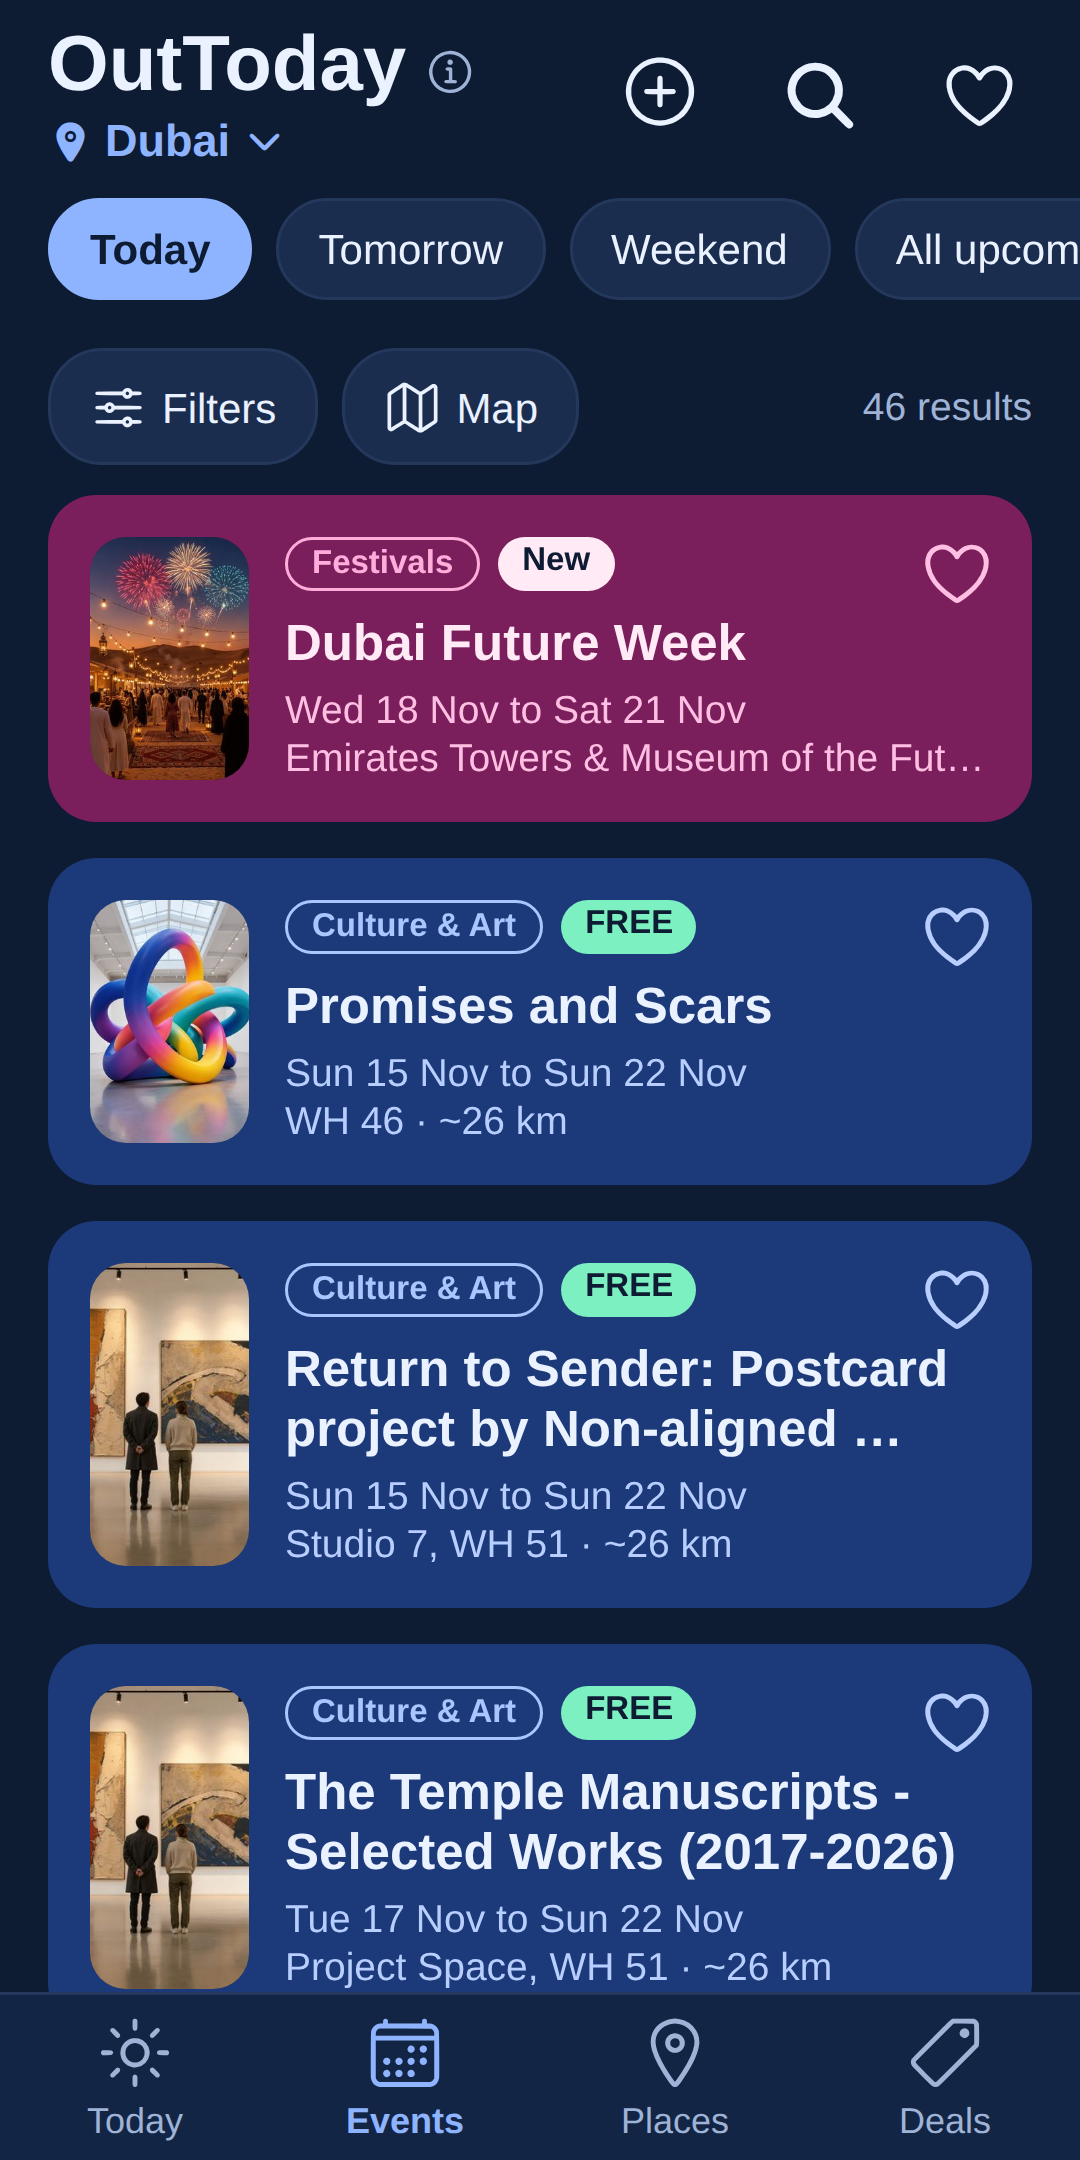 OutToday
Dubai
Today Tomorrow Weekend All upcom
Filters Map 46 results
Festivals New
Dubai Future Week
Wed 18 Nov to Sat 21 Nov
Emirates Towers & Museum of the Fut…
Culture & Art FREE
Promises and Scars
Sun 15 Nov to Sun 22 Nov
WH 46 · ~26 km
Culture & Art FREE
Return to Sender: Postcard
project by Non-aligned …
Sun 15 Nov to Sun 22 Nov
Studio 7, WH 51 · ~26 km
Culture & Art FREE
The Temple Manuscripts -
Selected Works (2017-2026)
Tue 17 Nov to Sun 22 Nov
Project Space, WH 51 · ~26 km
Today Events Places Deals